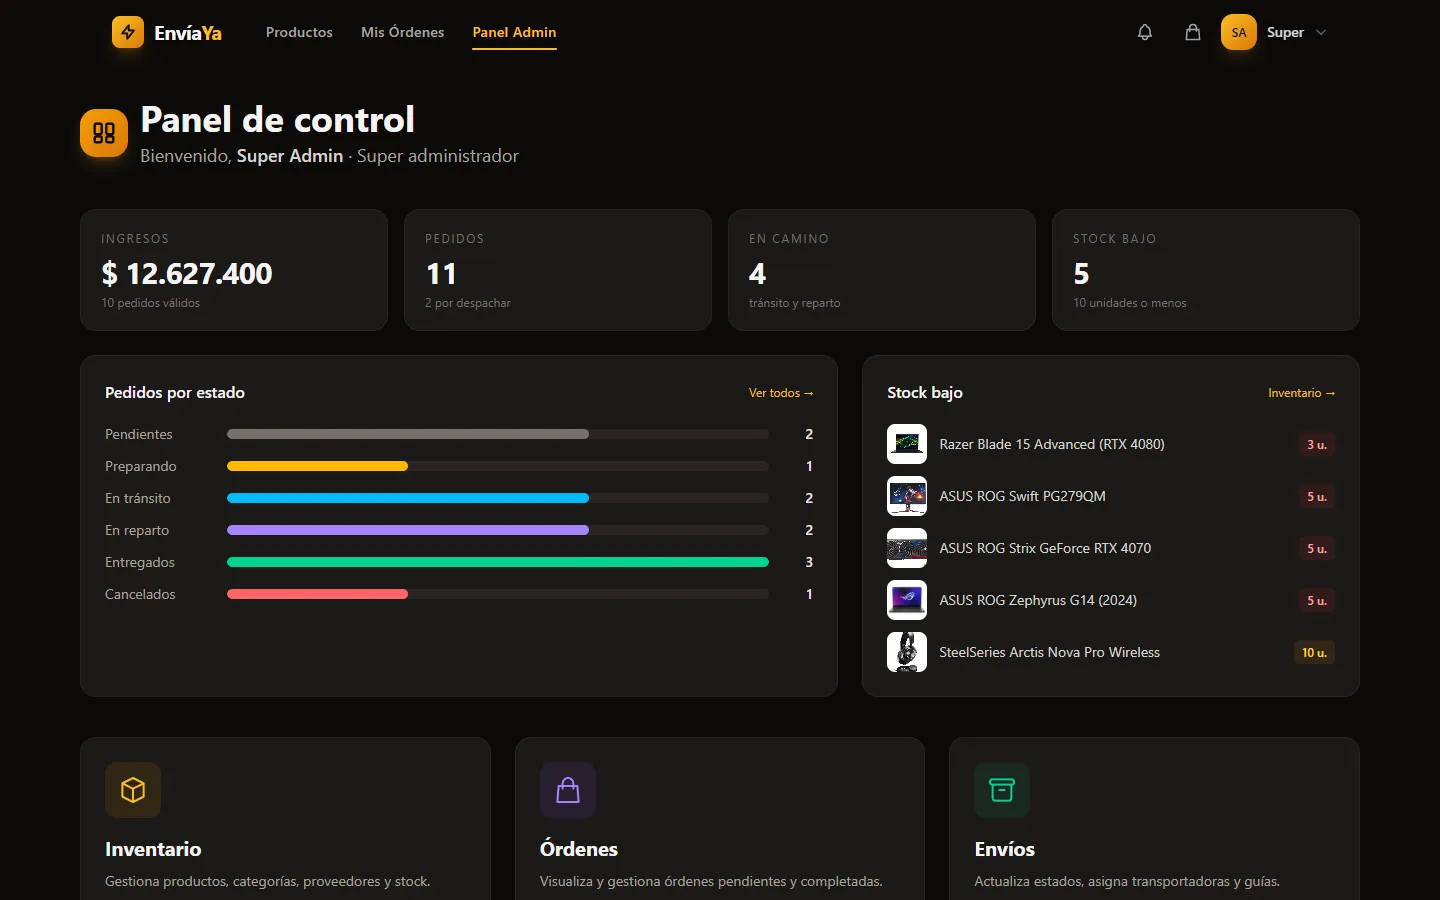 EnvíaYa
Productos
Mis Órdenes
Panel Admin
SA
Super
Panel de control
Bienvenido, Super Admin · Super administrador
INGRESOS
$ 12.627.400
10 pedidos válidos
PEDIDOS
11
2 por despachar
EN CAMINO
4
tránsito y reparto
STOCK BAJO
5
10 unidades o menos
Pedidos por estado
Ver todos →
Pendientes 2
Preparando 1
En tránsito 2
En reparto 2
Entregados 3
Cancelados 1
Stock bajo
Inventario →
Razer Blade 15 Advanced (RTX 4080) 3 u.
ASUS ROG Swift PG279QM 5 u.
ASUS ROG Strix GeForce RTX 4070 5 u.
ASUS ROG Zephyrus G14 (2024) 5 u.
SteelSeries Arctis Nova Pro Wireless 10 u.
Inventario
Gestiona productos, categorías, proveedores y stock.
Órdenes
Visualiza y gestiona órdenes pendientes y completadas.
Envíos
Actualiza estados, asigna transportadoras y guías.